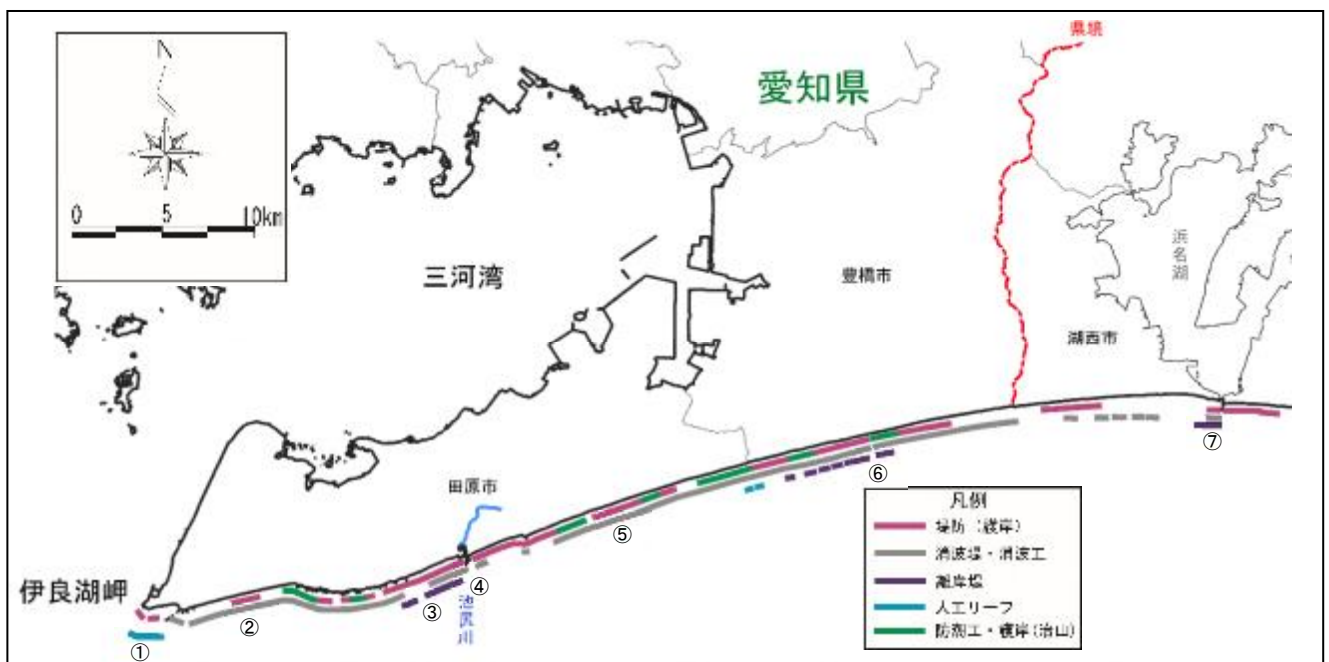 N
0 5 10km
県境
愛知県
三河湾
豊橋市
浜名湖
湖西市
田原市
池尻川
伊良湖岬
①
②
③
④
⑤
⑥
⑦
凡例
堤防（護岸）
消波堤・消波工
離岸堤
人工リーフ
防潮工・護岸(治山)